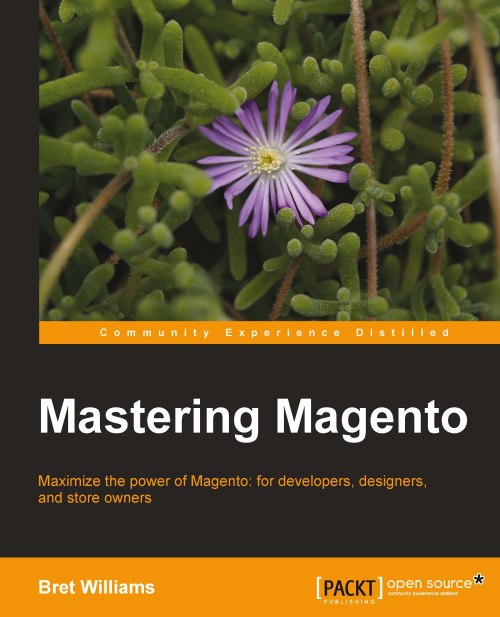 Community Experience Distilled
Mastering Magento
Maximize the power of Magento: for developers, designers,
and store owners
Bret Williams
[PACKT]
PUBLISHING
open source*
community experience distilled